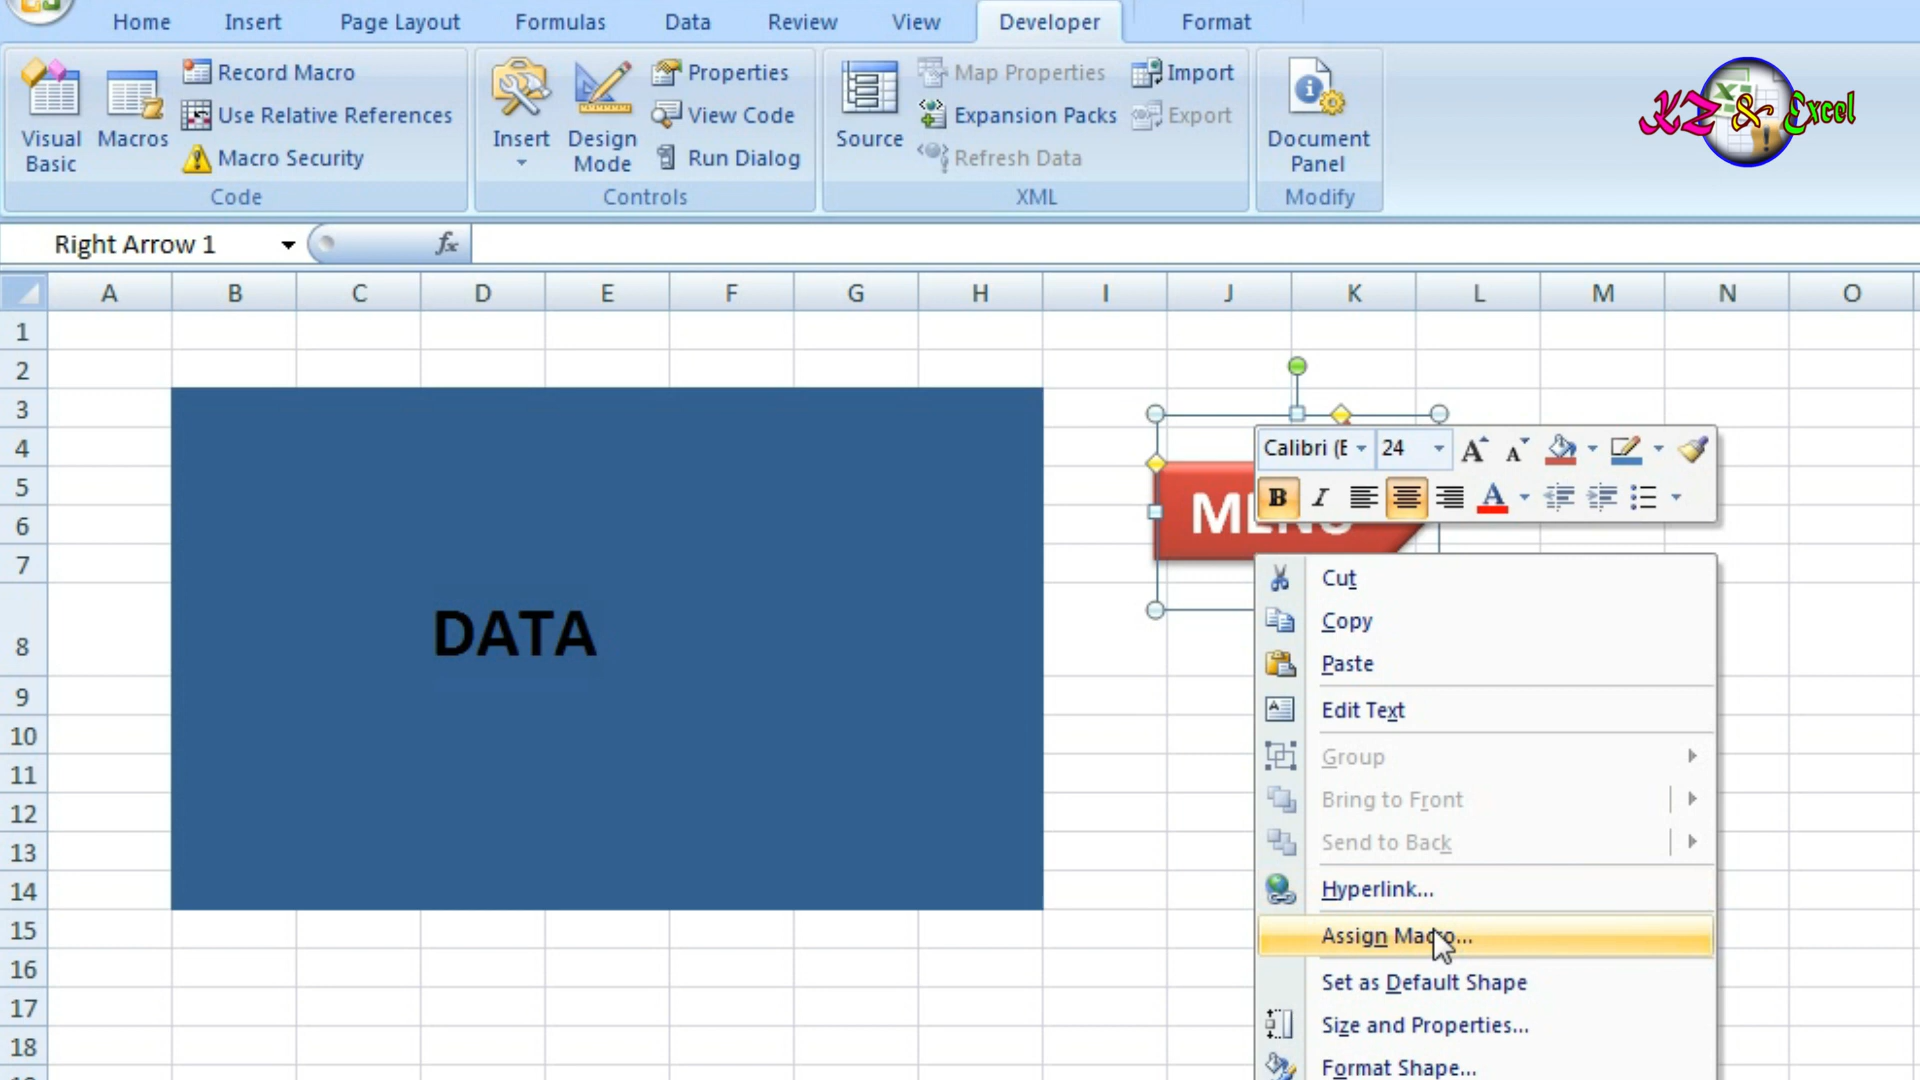 Home Insert Page Layout Formulas Data Review View Developer Format
Visual Basic
Macros
Record Macro
Use Relative References
Macro Security
Code
Insert
Design Mode
Properties
View Code
Run Dialog
Controls
Source
Map Properties
Expansion Packs
Refresh Data
Import
Export
XML
Document Panel
Modify
KZ & Excel
Right Arrow 1
fx
A B C D E F G H I J K L M N O
1
2
3
4
5
6
7
8
9
10
11
12
13
14
15
16
17
18
DATA
MENU
Calibri (E 24 A A
B I A
Cut
Copy
Paste
Edit Text
Group
Bring to Front
Send to Back
Hyperlink...
Assign Macro...
Set as Default Shape
Size and Properties...
Format Shape...